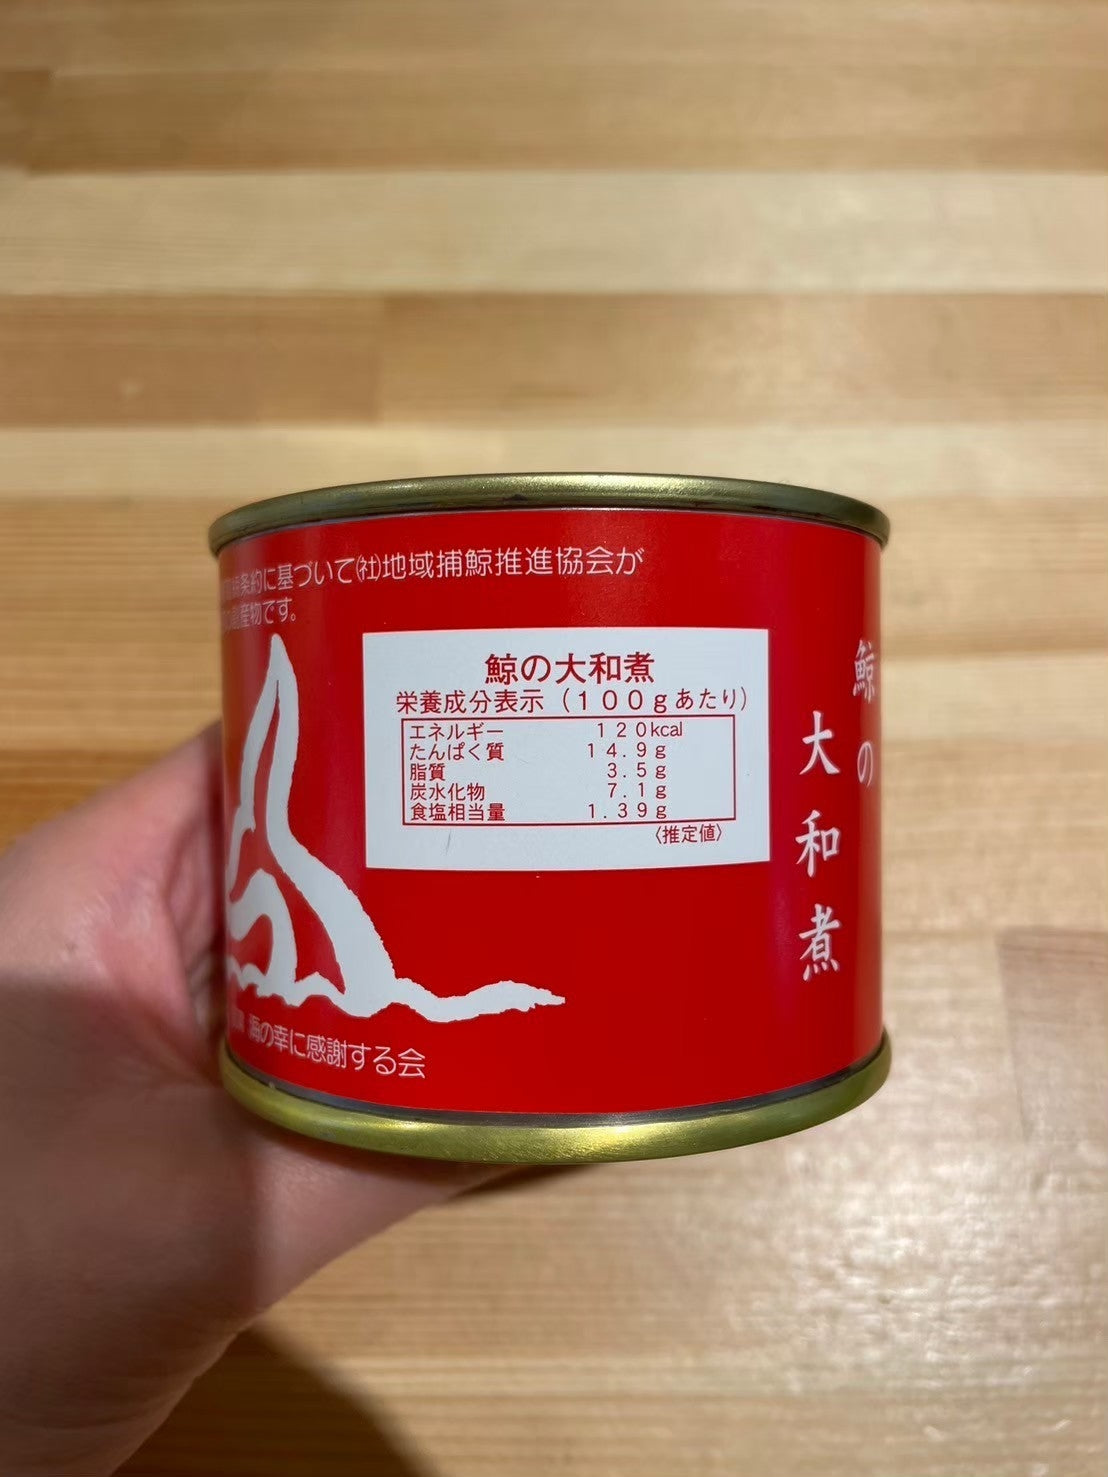 条約に基づいて(社)地域捕鯨推進協会が
産物です。
鯨の大和煮
栄養成分表示（１００ｇあたり）
エネルギー １２０kcal
たんぱく質 １４.９ｇ
脂質 ３.５ｇ
炭水化物 ７.１ｇ
食塩相当量 １.３９ｇ
〈推定値〉
鯨の
大和煮
海の幸に感謝する会